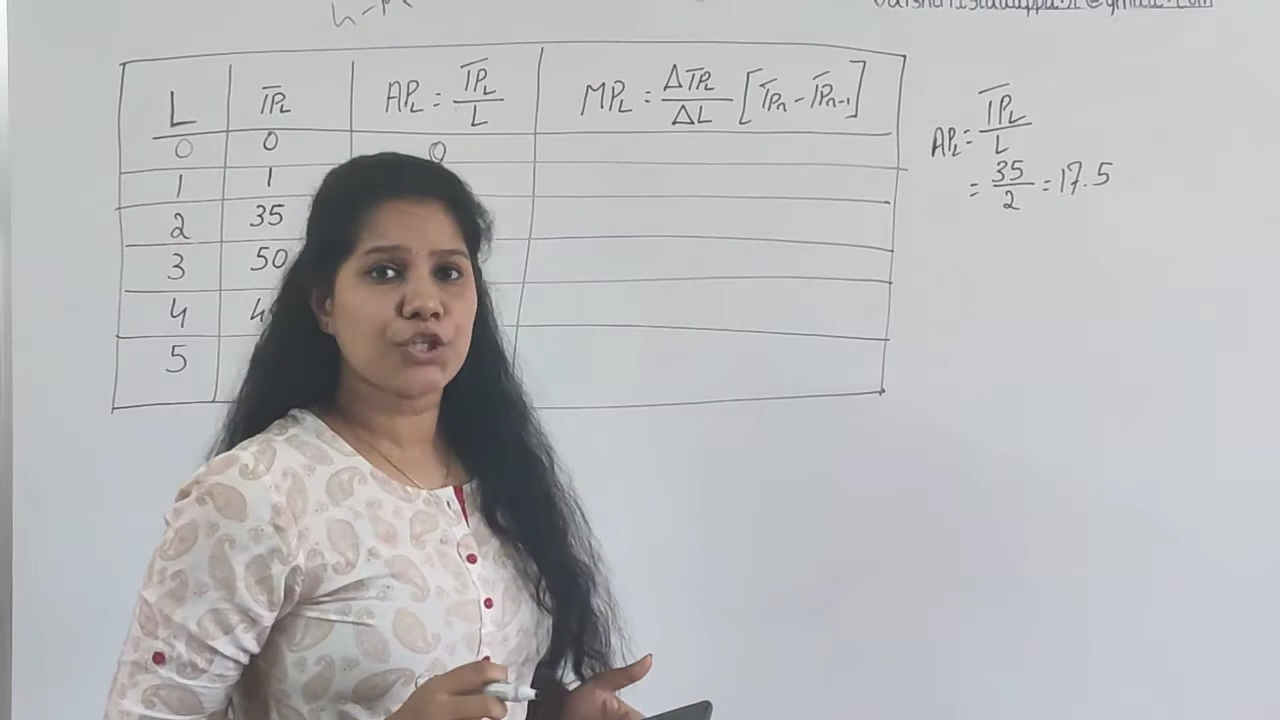 L TPL APL = TPL/L MPL = ΔTPL/ΔL [TPn - TPn-1]
0 0 0
1 1
2 35
3 50
4 4
5
APL = TPL/L
= 35/2 = 17.5